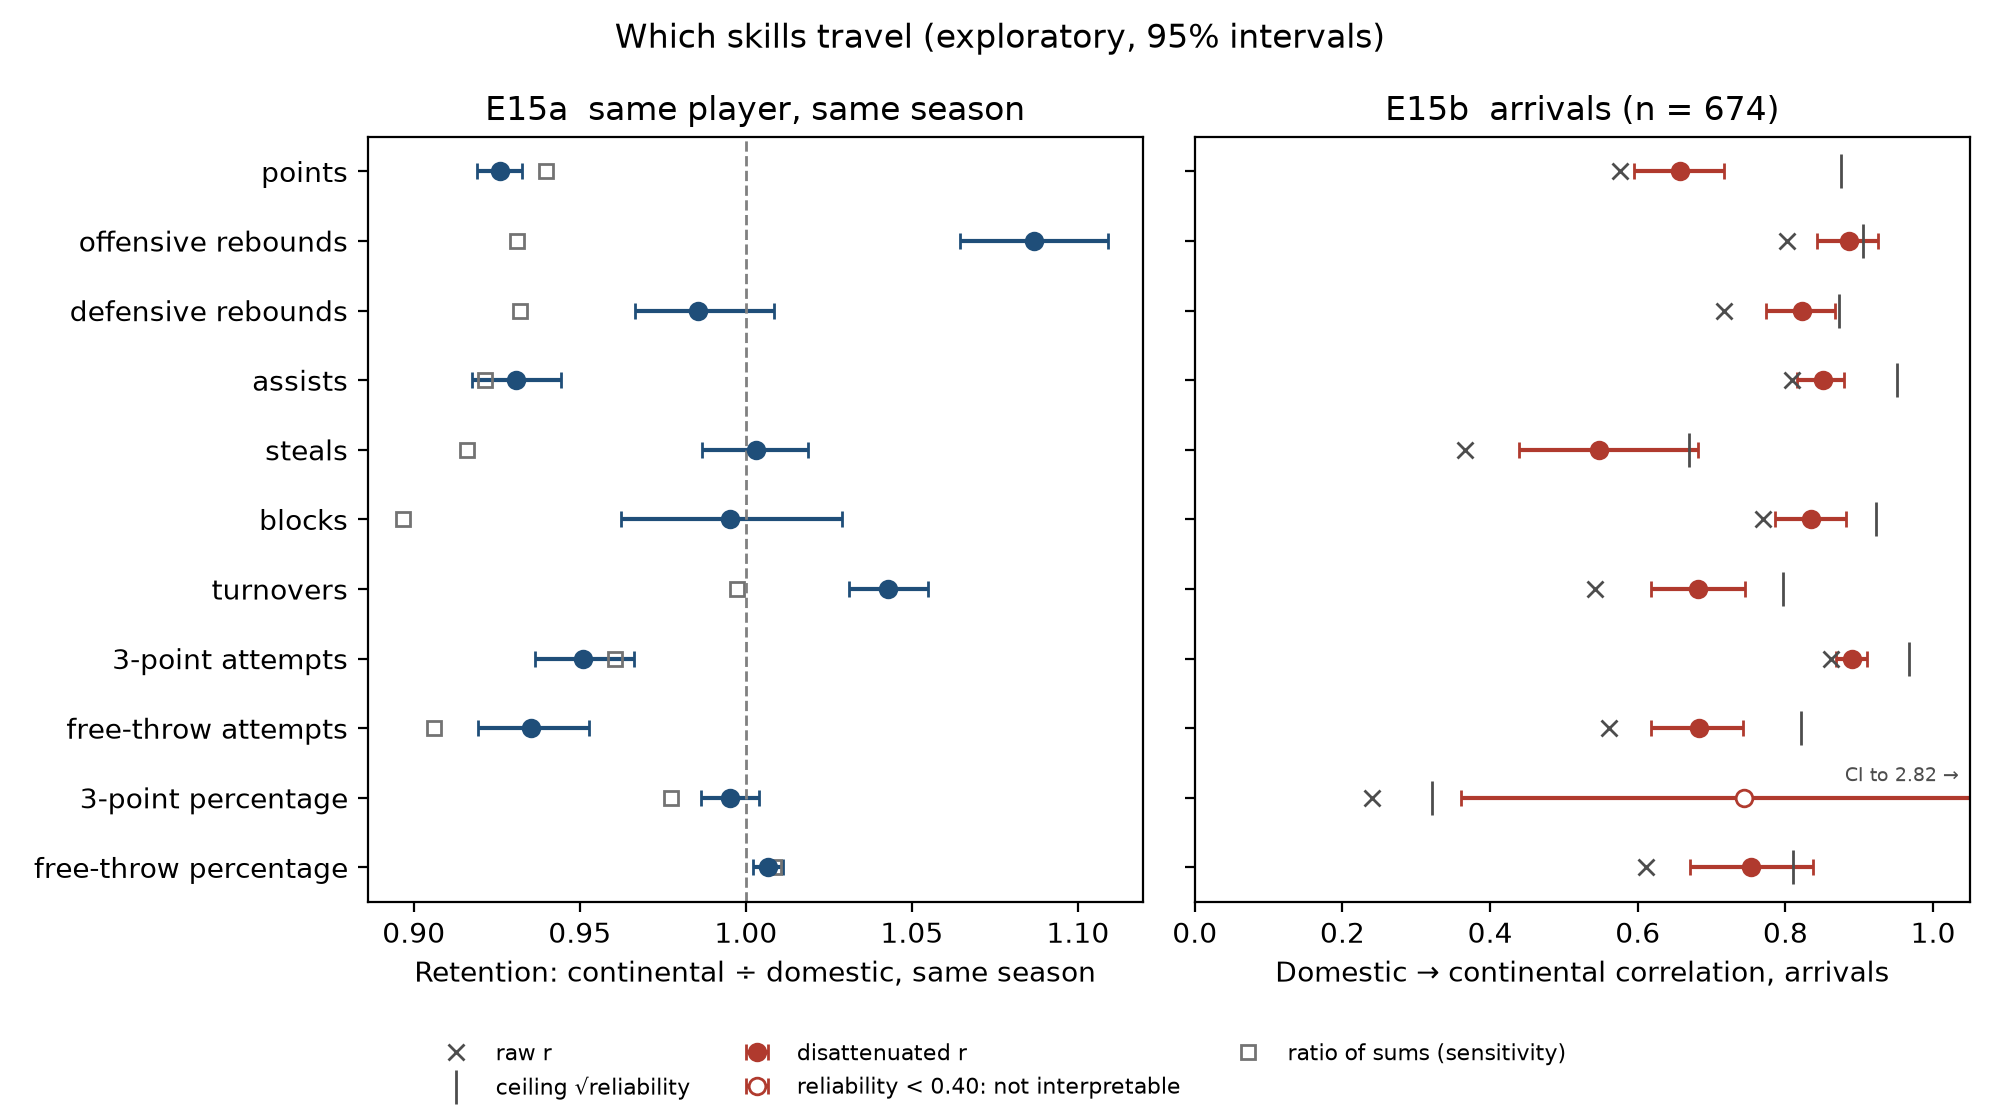 Which skills travel (exploratory, 95% intervals)
E15a  same player, same season
points
offensive rebounds
defensive rebounds
assists
steals
blocks
turnovers
3-point attempts
free-throw attempts
3-point percentage
free-throw percentage
0.90 0.95 1.00 1.05 1.10
Retention: continental ÷ domestic, same season
E15b  arrivals (n = 674)
CI to 2.82 →
0.0 0.2 0.4 0.6 0.8 1.0
Domestic → continental correlation, arrivals
raw r
ceiling √reliability
disattenuated r
reliability < 0.40: not interpretable
ratio of sums (sensitivity)